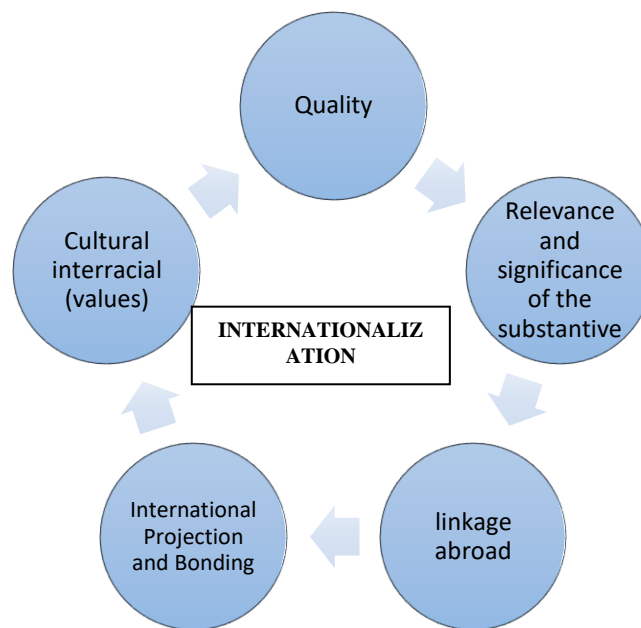 Quality
Relevance
and
significance
of the
substantive
Cultural
interracial
(values)
INTERNATIONALIZ
ATION
International
Projection
and Bonding
linkage
abroad